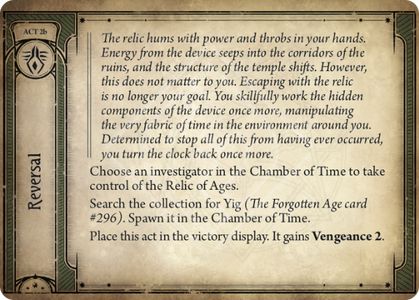 ACT 2b
The relic hums with power and throbs in your hands.
Energy from the device seeps into the corridors of the
ruins, and the structure of the temple shifts. However,
this does not matter to you. Escaping with the relic
is no longer your goal. You skillfully work the hidden
components of the device once more, manipulating
the very fabric of time in the environment around you.
Determined to stop all of this from having ever occurred,
you turn the clock back once more.
Choose an investigator in the Chamber of Time to take
control of the Relic of Ages.
Search the collection for Yig (The Forgotten Age card
#296). Spawn it in the Chamber of Time.
Place this act in the victory display. It gains Vengeance 2.
Reversal